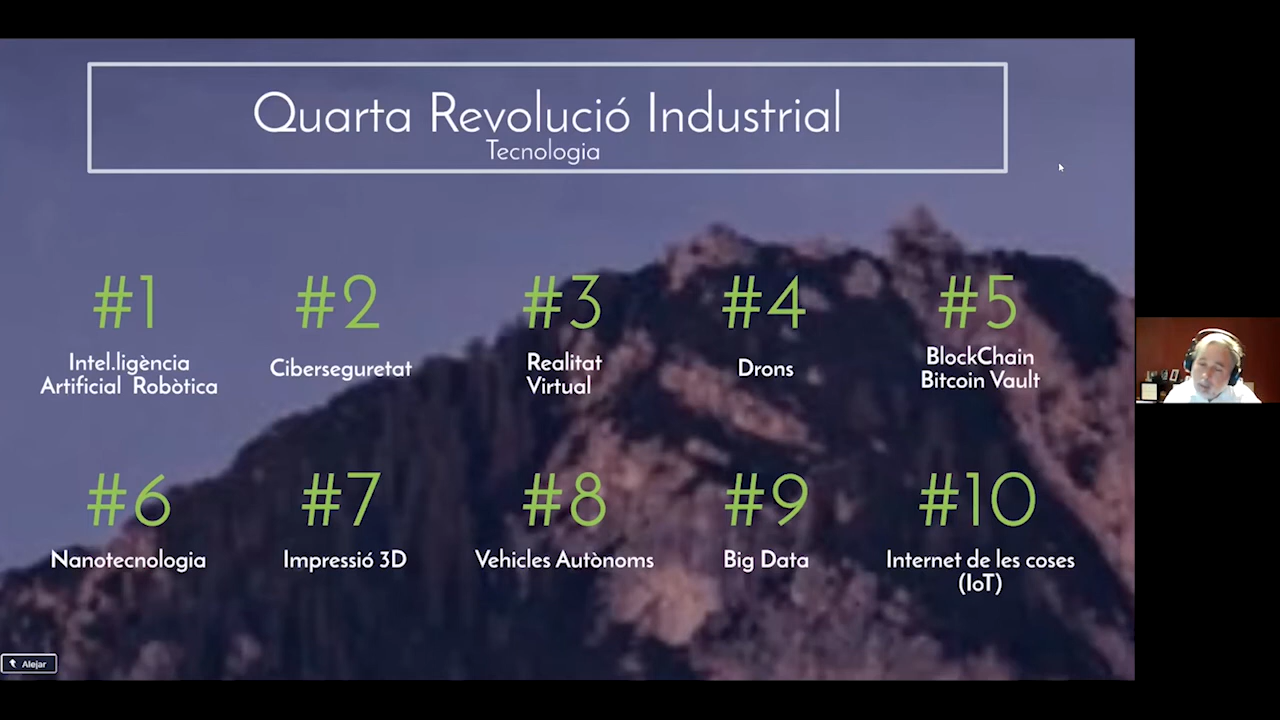 Quarta Revolució Industrial
Tecnologia
#1
Intel.ligència
Artificial Robòtica
#2
Ciberseguretat
#3
Realitat
Virtual
#4
Drons
#5
BlockChain
Bitcoin Vault
#6
Nanotecnologia
#7
Impressió 3D
#8
Vehicles Autònoms
#9
Big Data
#10
Internet de les coses
(IoT)
Alejar